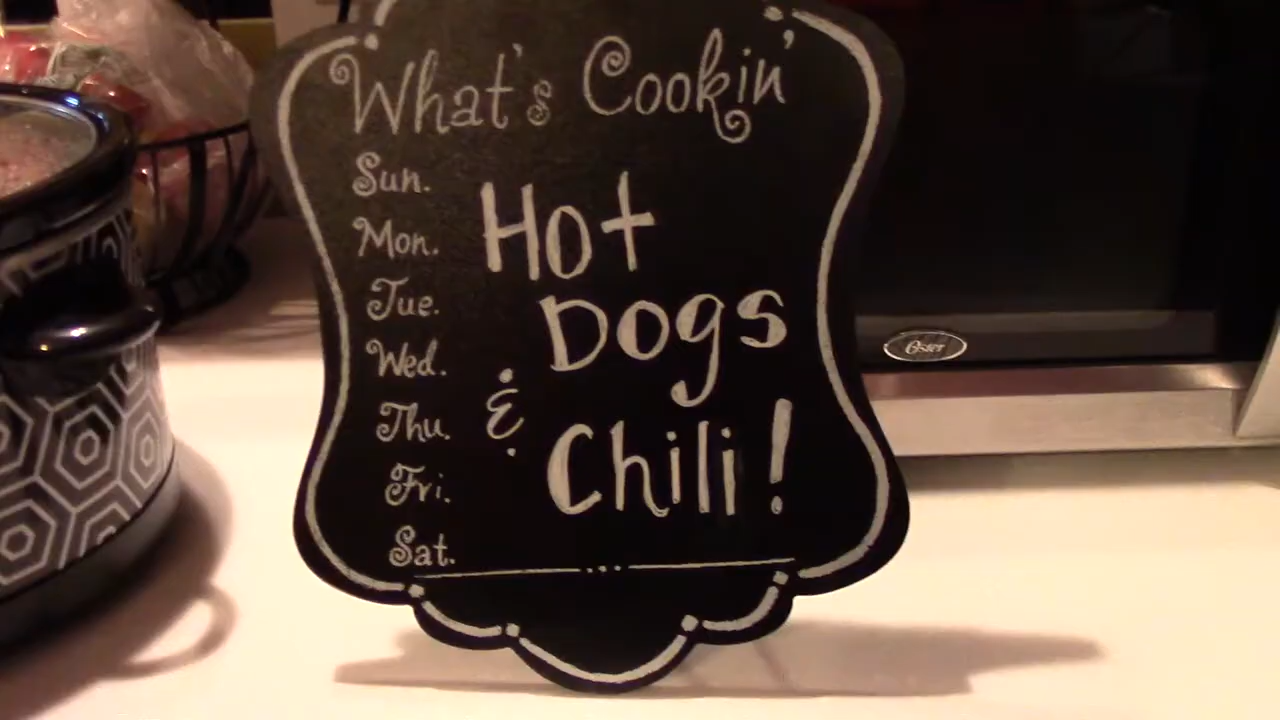 What's Cookin'
Sun.
Mon.
Tue.
Wed.
Thu.
Fri.
Sat.
Hot
Dogs
&
Chili!
Oster